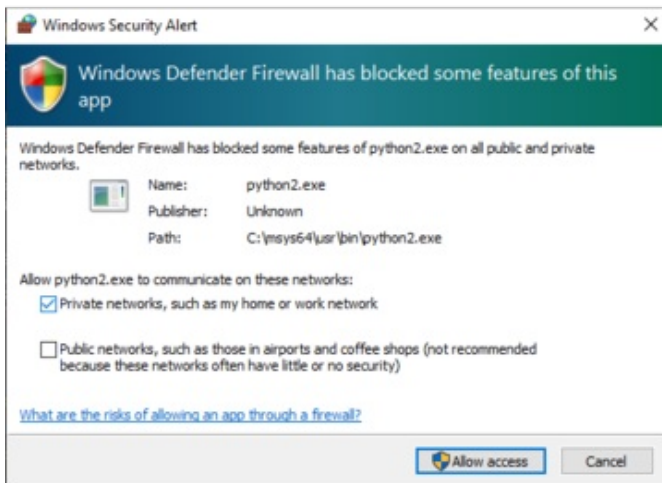 Windows Security Alert
Windows Defender Firewall has blocked some features of this
app
Windows Defender Firewall has blocked some features of python2.exe on all public and private
networks.
Name: python2.exe
Publisher: Unknown
Path: C:\msys64\usr\bin\python2.exe
Allow python2.exe to communicate on these networks:
Private networks, such as my home or work network
Public networks, such as those in airports and coffee shops (not recommended
because these networks often have little or no security)
What are the risks of allowing an app through a firewall?
Allow access Cancel